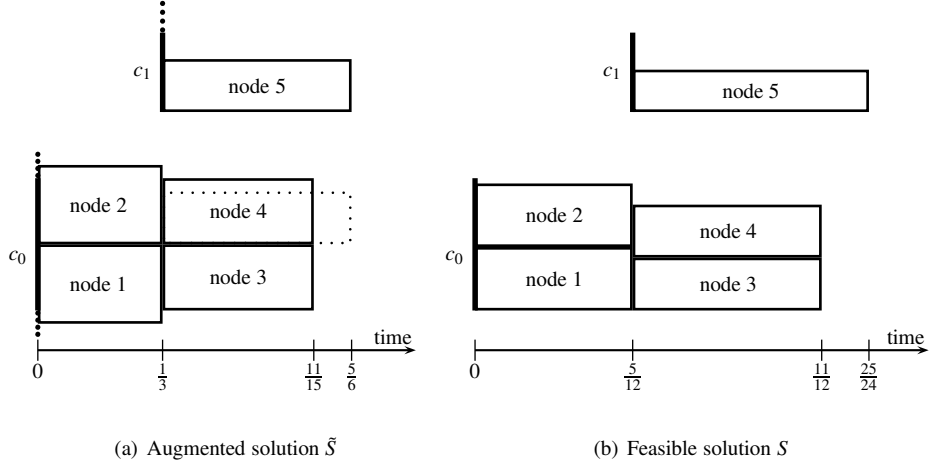 c₁
node 5
c₁
node 5
node 2
node 4
node 2
node 4
c₀
node 1
node 3
c₀
node 1
node 3
time
time
0 1/3 11/15 5/6
0 5/12 11/12 25/24
(a) Augmented solution S̃
(b) Feasible solution S